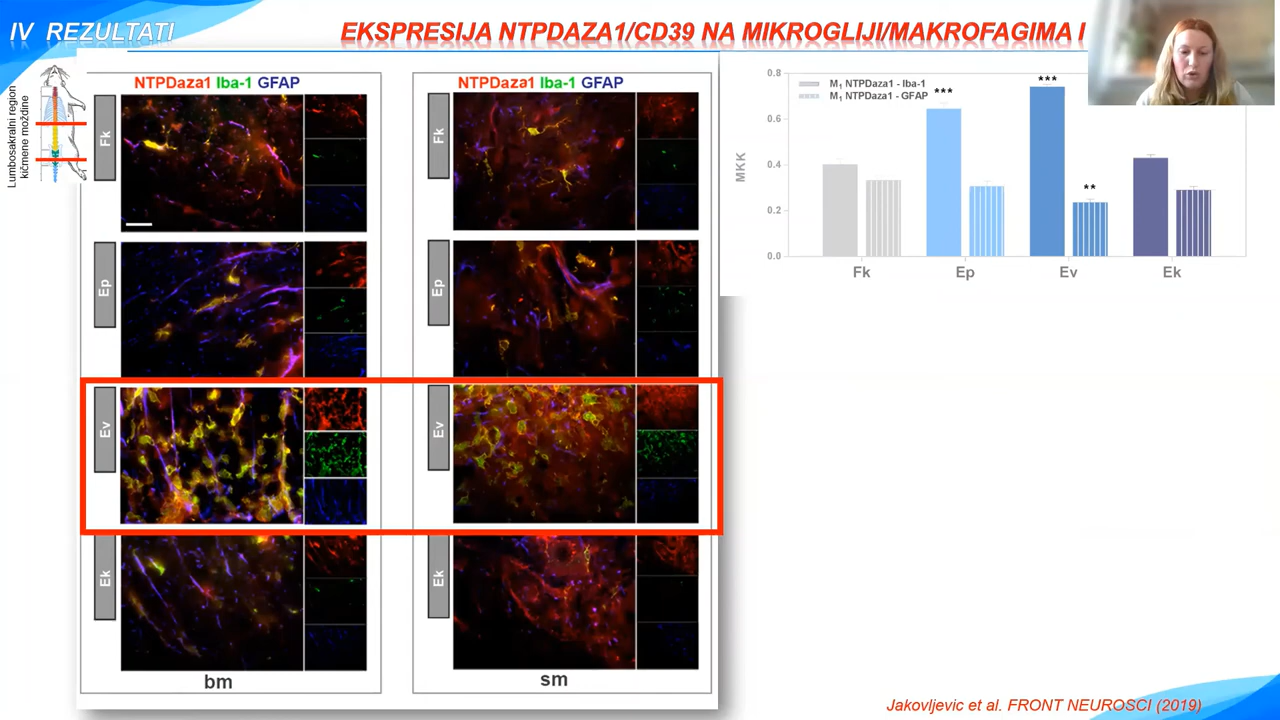 IV REZULTATI
EKSPRESIJA NTPDAZA1/CD39 NA MIKROGLIJI/MAKROFAGIMA I
Lumbosakralni region
kičmene moždine
NTPDaza1 Iba-1 GFAP
NTPDaza1 Iba-1 GFAP
Fk
Fk
Ep
Ep
Ev
Ev
Ek
Ek
bm
sm
M1 NTPDaza1 - Iba-1
M1 NTPDaza1 - GFAP
MKK
0.8
0.6
0.4
0.2
0.0
***
***
**
Fk
Ep
Ev
Ek
Jakovljevic et al. FRONT NEUROSCI (2019)